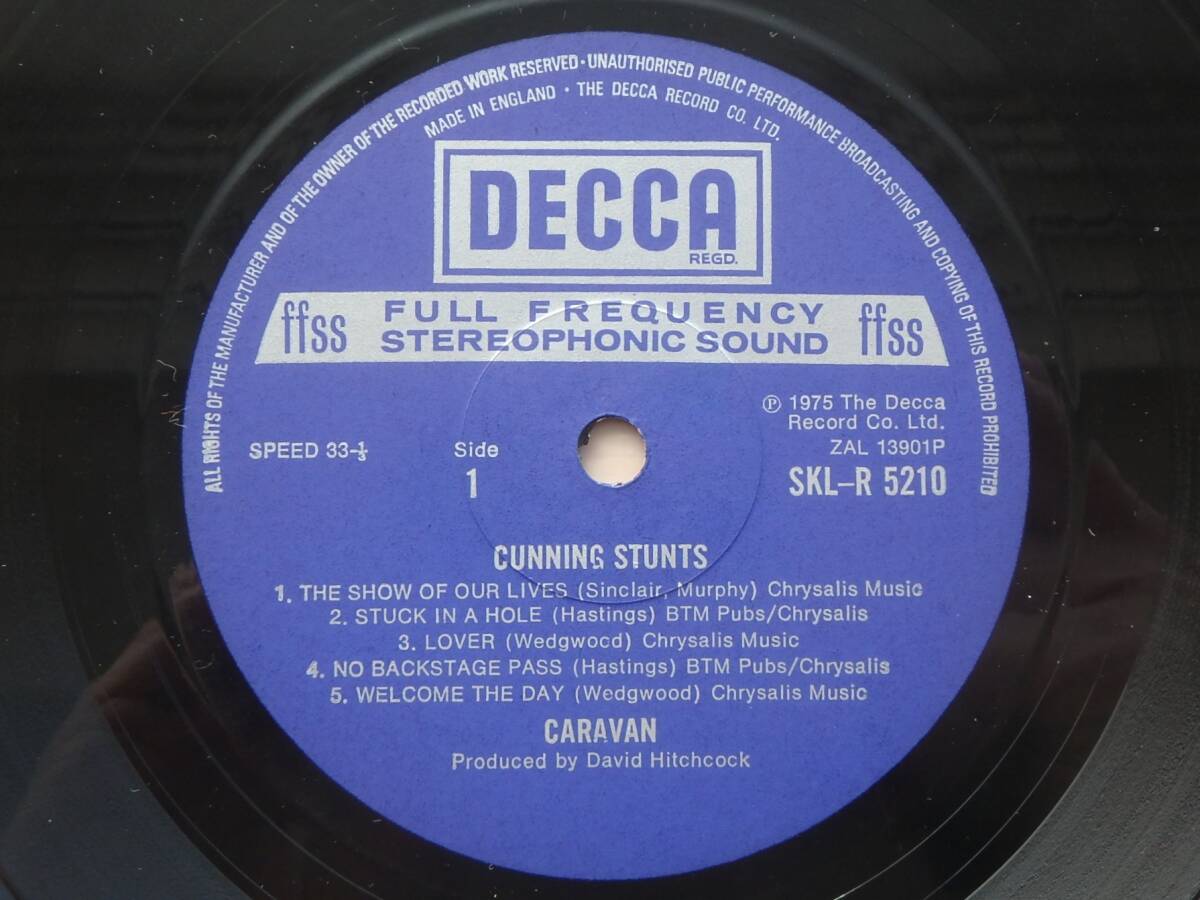 ALL RIGHTS OF THE MANUFACTURER AND OF THE OWNER OF THE RECORDED WORK RESERVED · UNAUTHORISED PUBLIC PERFORMANCE BROADCASTING AND COPYING OF THIS RECORD PROHIBITED
MADE IN ENGLAND · THE DECCA RECORD CO. LTD.
DECCA
REGD.
ffss FULL FREQUENCY STEREOPHONIC SOUND ffss
℗ 1975 The Decca
Record Co. Ltd.
SPEED 33-⅓ Side ZAL 13901P
1 SKL–R 5210
CUNNING STUNTS
1. THE SHOW OF OUR LIVES (Sinclair, Murphy) Chrysalis Music
2. STUCK IN A HOLE (Hastings) BTM Pubs/Chrysalis
3. LOVER (Wedgwood) Chrysalis Music
4. NO BACKSTAGE PASS (Hastings) BTM Pubs/Chrysalis
5. WELCOME THE DAY (Wedgwood) Chrysalis Music
CARAVAN
Produced by David Hitchcock